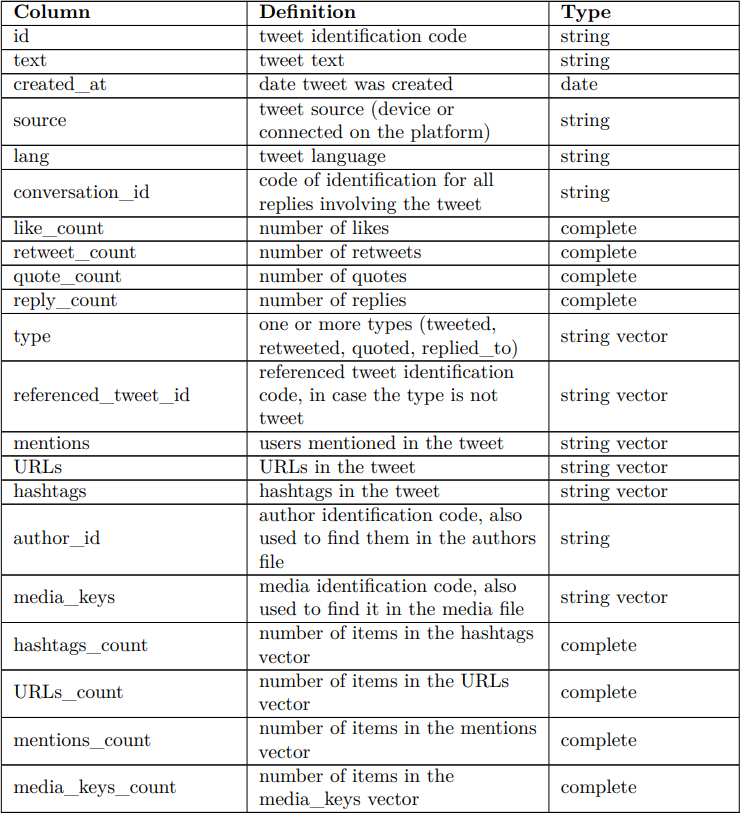 Column Definition Type
id tweet identification code string
text tweet text string
created_at date tweet was created date
source tweet source (device or
connected on the platform) string
lang tweet language string
conversation_id code of identification for all
replies involving the tweet string
like_count number of likes complete
retweet_count number of retweets complete
quote_count number of quotes complete
reply_count number of replies complete
type one or more types (tweeted,
retweeted, quoted, replied_to) string vector
referenced_tweet_id referenced tweet identification
code, in case the type is not
tweet string vector
mentions users mentioned in the tweet string vector
URLs URLs in the tweet string vector
hashtags hashtags in the tweet string vector
author_id author identification code, also
used to find them in the authors
file string
media_keys media identification code, also
used to find it in the media file string vector
hashtags_count number of items in the hashtags
vector complete
URLs_count number of items in the URLs
vector complete
mentions_count number of items in the mentions
vector complete
media_keys_count number of items in the
media_keys vector complete